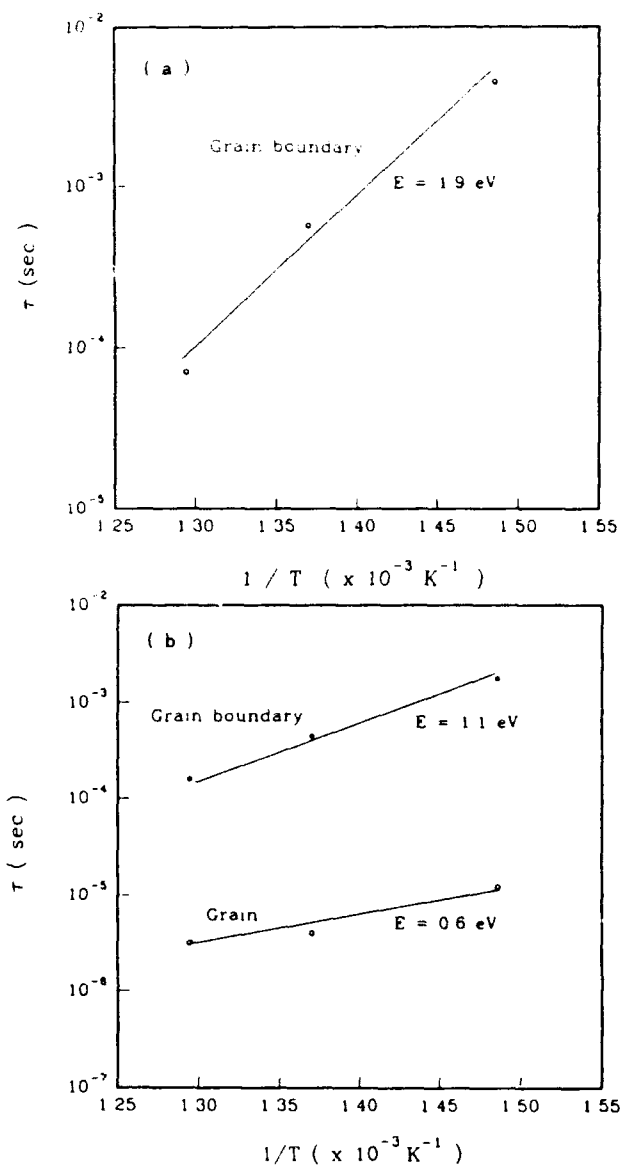 10⁻²
( a )
Grain boundary
10⁻³
E = 1 9 eV
τ (sec)
10⁻⁴
10⁻⁵
1 25 1 30 1 35 1 40 1 45 1 50 1 55
1 / T ( x 10⁻³ K⁻¹ )
10⁻²
( b )
10⁻³
Grain boundary
E = 1 1 eV
10⁻⁴
τ ( sec )
10⁻⁵
Grain
E = 0 6 eV
10⁻⁶
10⁻⁷
1 25 1 30 1 35 1 40 1 45 1 50 1 55
1/T ( x 10⁻³ K⁻¹ )